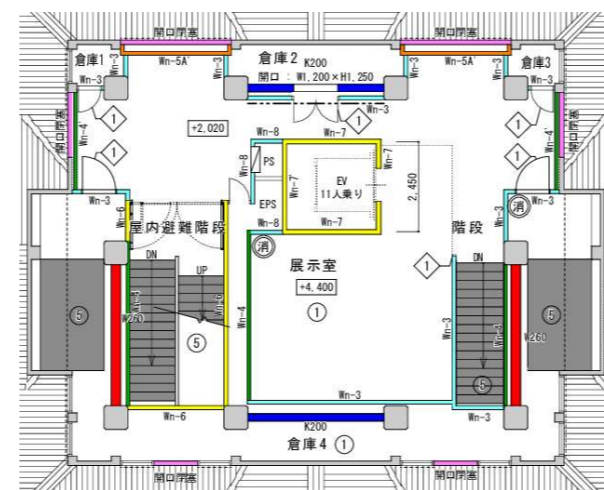 開口閉塞
開口閉塞
倉庫1
Wn-3
Wn-5A'
Wn-3
倉庫2
K200
開口 : W1,200×H1,250
Wn-3
Wn-5A'
Wn-3
倉庫3
Wn-3
開口閉塞
Wn-4
1
1
+2,020
Wn-8
Wn-7
1
1
1
Wn-4'
開口閉塞
Wn-8
PS
Wn-7
EV
11人乗り
Wn-7
2,450
Wn-3
Wn-6
EPS
Wn-8
Wn-7
Wn-3
消
屋内避難階段
消
階段
DN
UP
展示室
+4,400
1
1
DN
5
Wn-4
W260
Wn-6
5
Wn-4
1
Wn-3
Wn-4
W260
5
5
Wn-3
Wn-6
K200
Wn-3
倉庫4
1
開口閉塞
開口閉塞